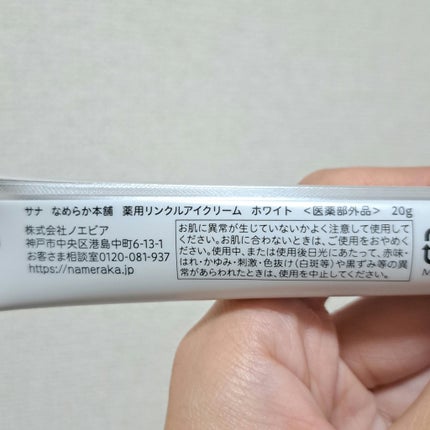 サナ なめらか本舗 薬用リンクルアイクリーム ホワイト <医薬部外品> 20g
株式会社ノエビア
神戸市中央区港島中町6-13-1
お客さま相談室0120-081-937
https://nameraka.jp
お肌に異常が生じていないかよく注意して使用して
ください。お肌に合わないときは、ご使用をおやめく
ださい。使用中、または使用後日光にあたって、赤味・
はれ・かゆみ・刺激・色抜け(白斑等)や黒ずみ等の異
常があらわれたときは、使用を中止してください。